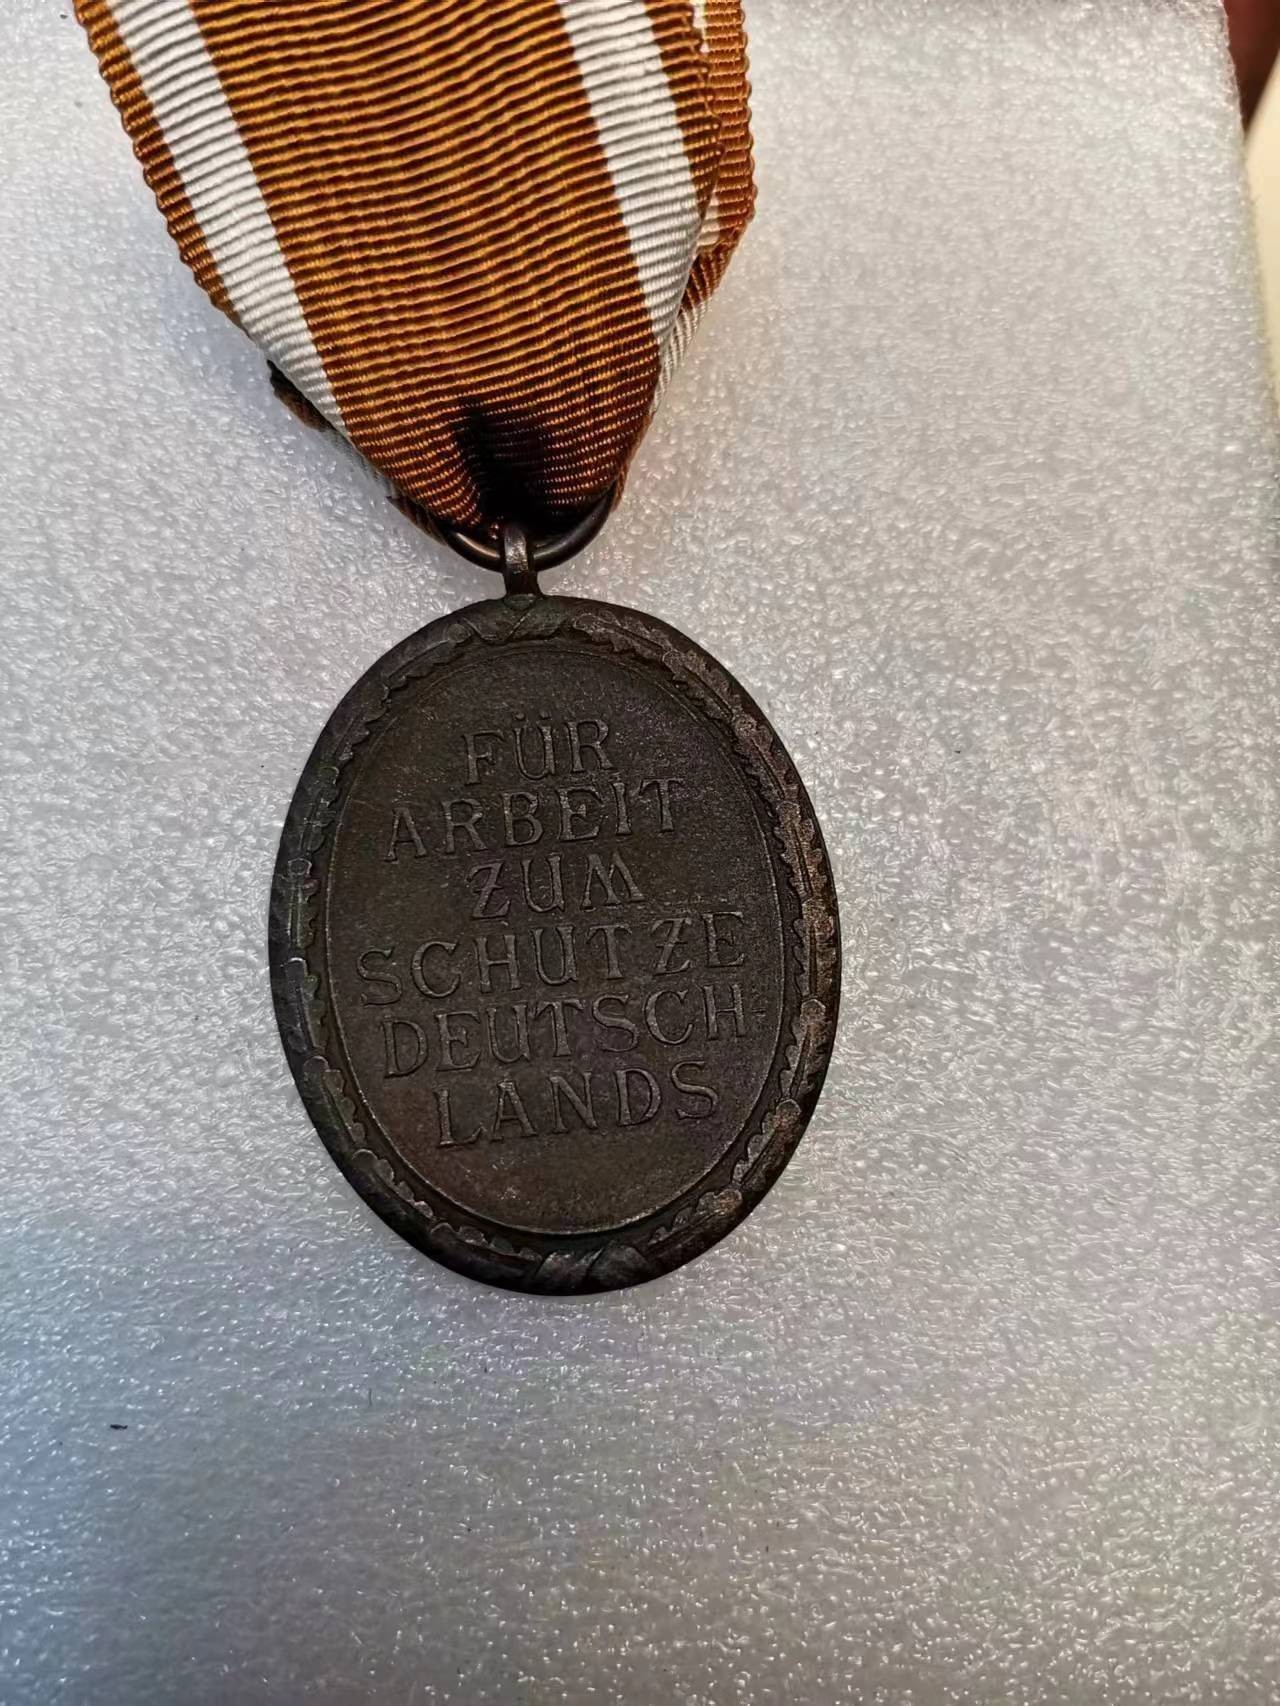 FÜR
ARBEIT
ZUM
SCHUTZE
DEUTSCH-
LANDS